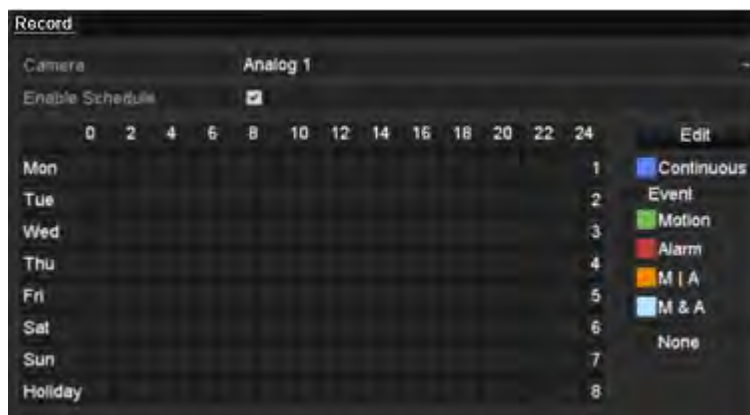 Record
Camera Analog 1
Enable Schedule
0 2 4 6 8 10 12 14 16 18 20 22 24 Edit
Mon 1 Continuous
Event
Tue 2
Motion
Wed 3
Alarm
Thu 4
M | A
Fri 5
M & A
Sat 6
None
Sun 7
Holiday 8